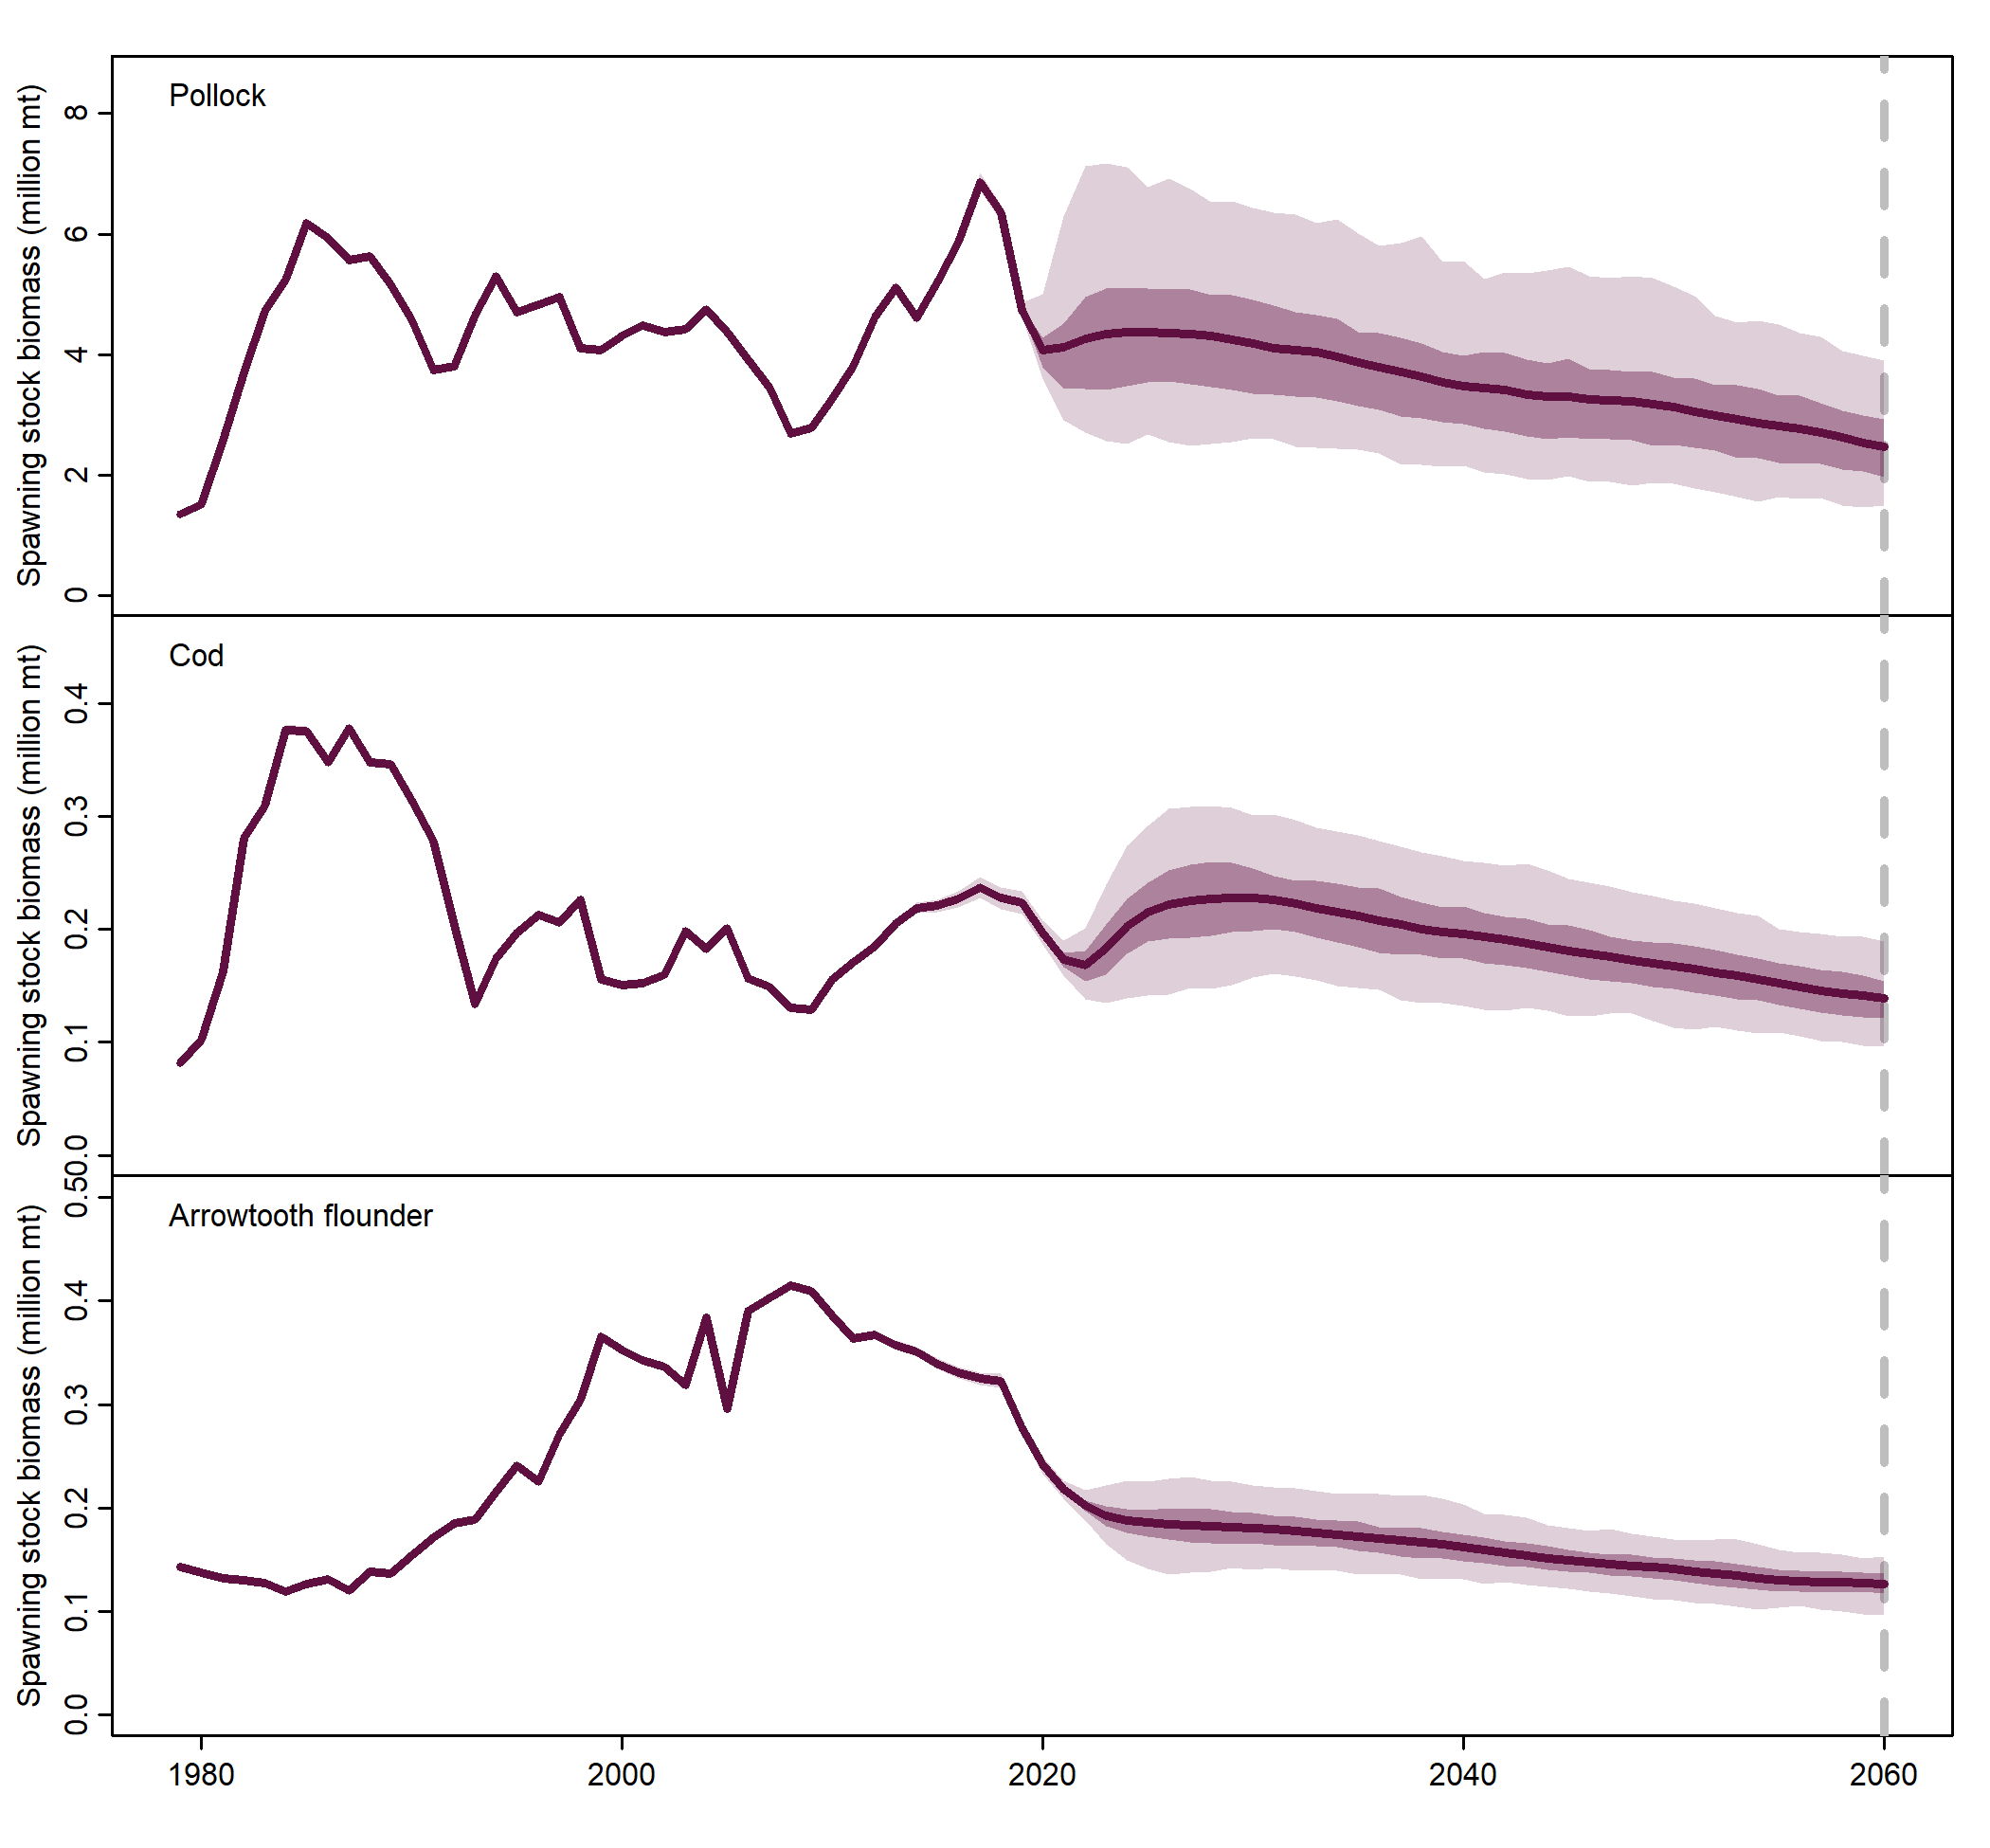 Pollock
Spawning stock biomass (million mt)
8
6
4
2
0
Cod
Spawning stock biomass (million mt)
0.4
0.3
0.2
0.1
0.0
Arrowtooth flounder
Spawning stock biomass (million mt)
0.5
0.4
0.3
0.2
0.1
0.0
1980 2000 2020 2040 2060